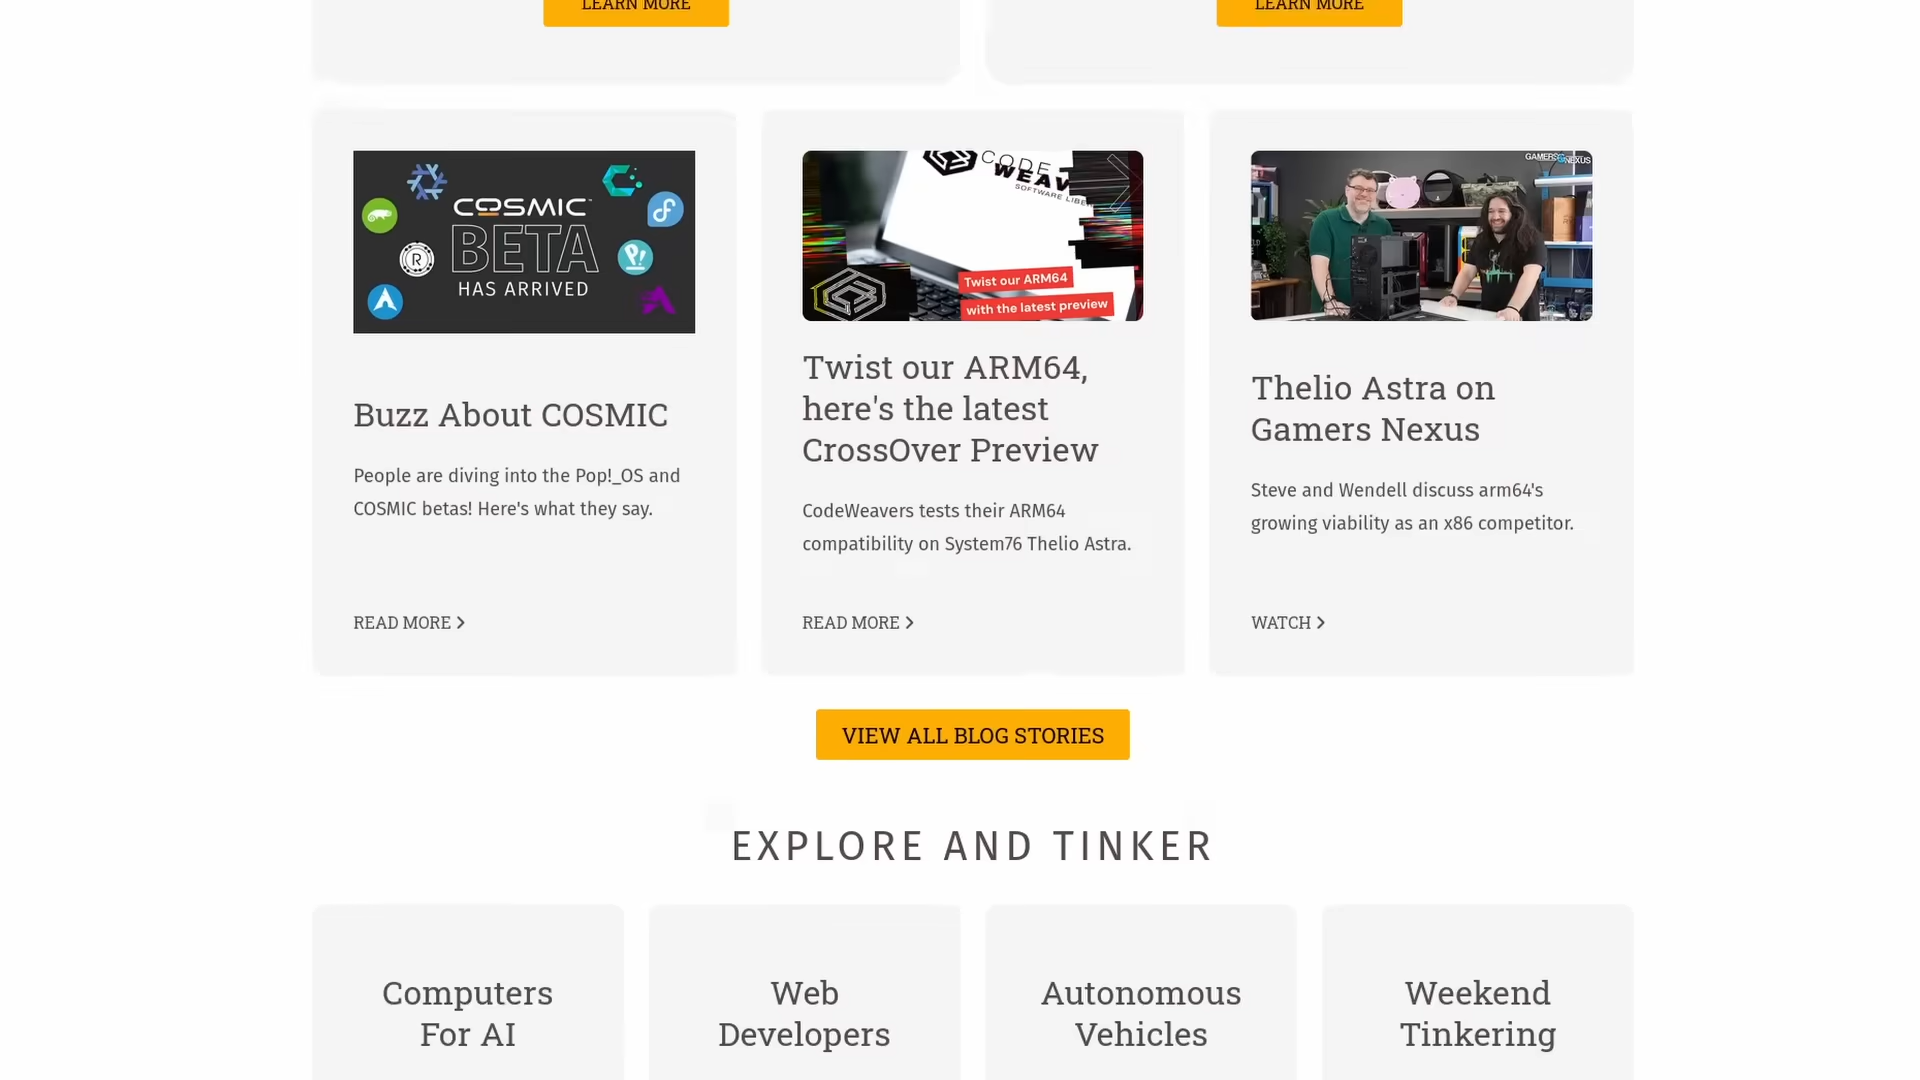 LEARN MORE
LEARN MORE
COSMIC
BETA
HAS ARRIVED
R
P!
Buzz About COSMIC
People are diving into the Pop!_OS and
COSMIC betas! Here's what they say.
READ MORE
CODE
WEAV
SOFTWARE LIBER
Twist our ARM64
with the latest preview
Twist our ARM64,
here's the latest
CrossOver Preview
CodeWeavers tests their ARM64
compatibility on System76 Thelio Astra.
READ MORE
GAMERS NEXUS
Thelio Astra on
Gamers Nexus
Steve and Wendell discuss arm64's
growing viability as an x86 competitor.
WATCH
VIEW ALL BLOG STORIES
EXPLORE AND TINKER
Computers
For AI
Web
Developers
Autonomous
Vehicles
Weekend
Tinkering